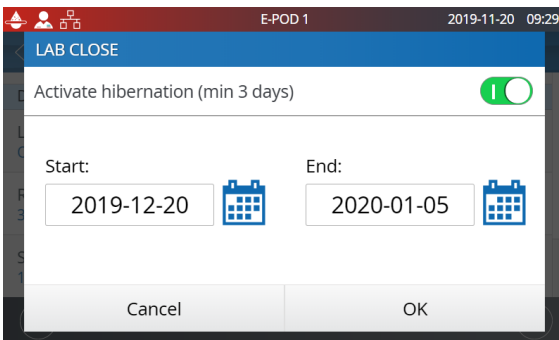 E-POD 1 2019-11-20 09:29
LAB CLOSE
Activate hibernation (min 3 days)
Start: End:
2019-12-20 2020-01-05
Cancel OK